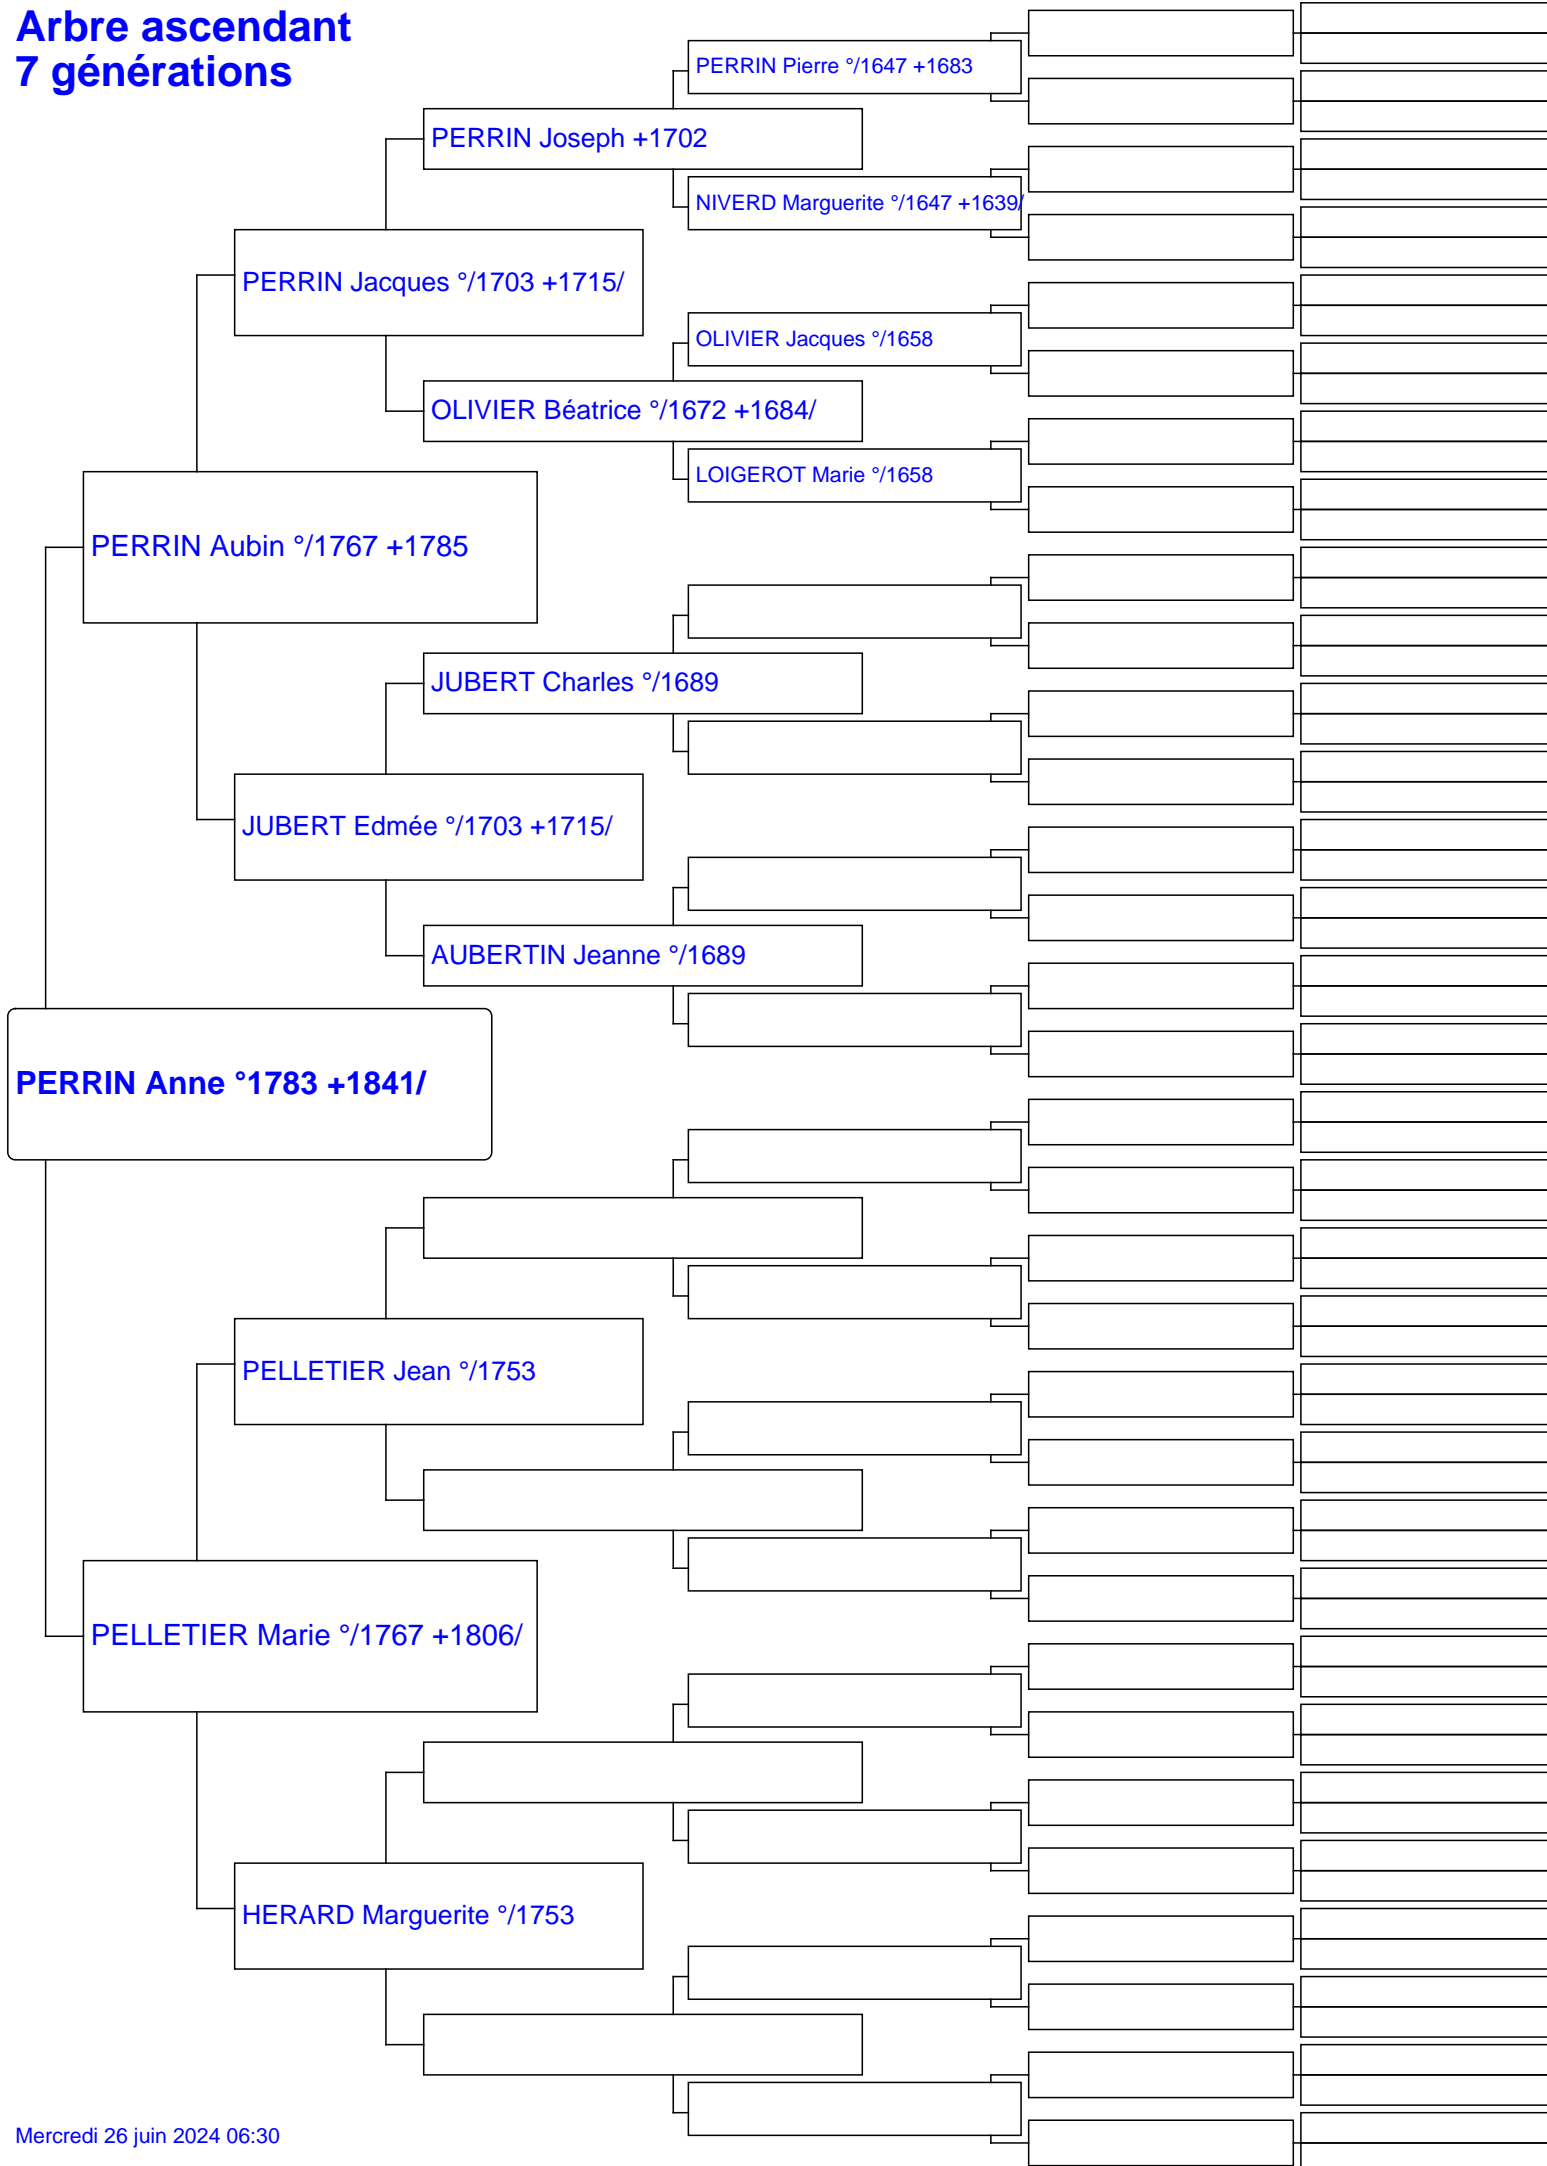 Arbre ascendant
7 générations
PERRIN Pierre °/1647 +1683
PERRIN Joseph +1702
NIVERD Marguerite °/1647 +1639/
PERRIN Jacques °/1703 +1715/
OLIVIER Jacques °/1658
OLIVIER Béatrice °/1672 +1684/
LOIGEROT Marie °/1658
PERRIN Aubin °/1767 +1785
JUBERT Charles °/1689
JUBERT Edmée °/1703 +1715/
AUBERTIN Jeanne °/1689
PERRIN Anne °1783 +1841/
PELLETIER Jean °/1753
PELLETIER Marie °/1767 +1806/
HERARD Marguerite °/1753
Mercredi 26 juin 2024 06:30